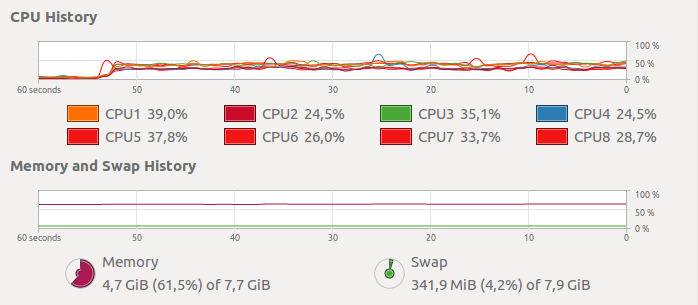 CPU History
100 %
50 %
0 %
60 seconds 50 40 30 20 10 0
CPU1 39,0% CPU2 24,5% CPU3 35,1% CPU4 24,5%
CPU5 37,8% CPU6 26,0% CPU7 33,7% CPU8 28,7%
Memory and Swap History
100 %
50 %
0 %
60 seconds 50 40 30 20 10 0
Memory
4,7 GiB (61,5%) of 7,7 GiB
Swap
341,9 MiB (4,2%) of 7,9 GiB